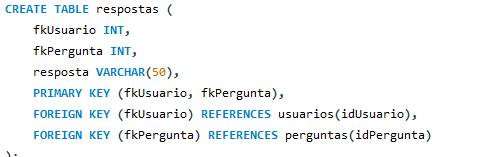 CREATE TABLE respostas (
fkUsuario INT,
fkPergunta INT,
resposta VARCHAR(50),
PRIMARY KEY (fkUsuario, fkPergunta),
FOREIGN KEY (fkUsuario) REFERENCES usuarios(idUsuario),
FOREIGN KEY (fkPergunta) REFERENCES perguntas(idPergunta)
);